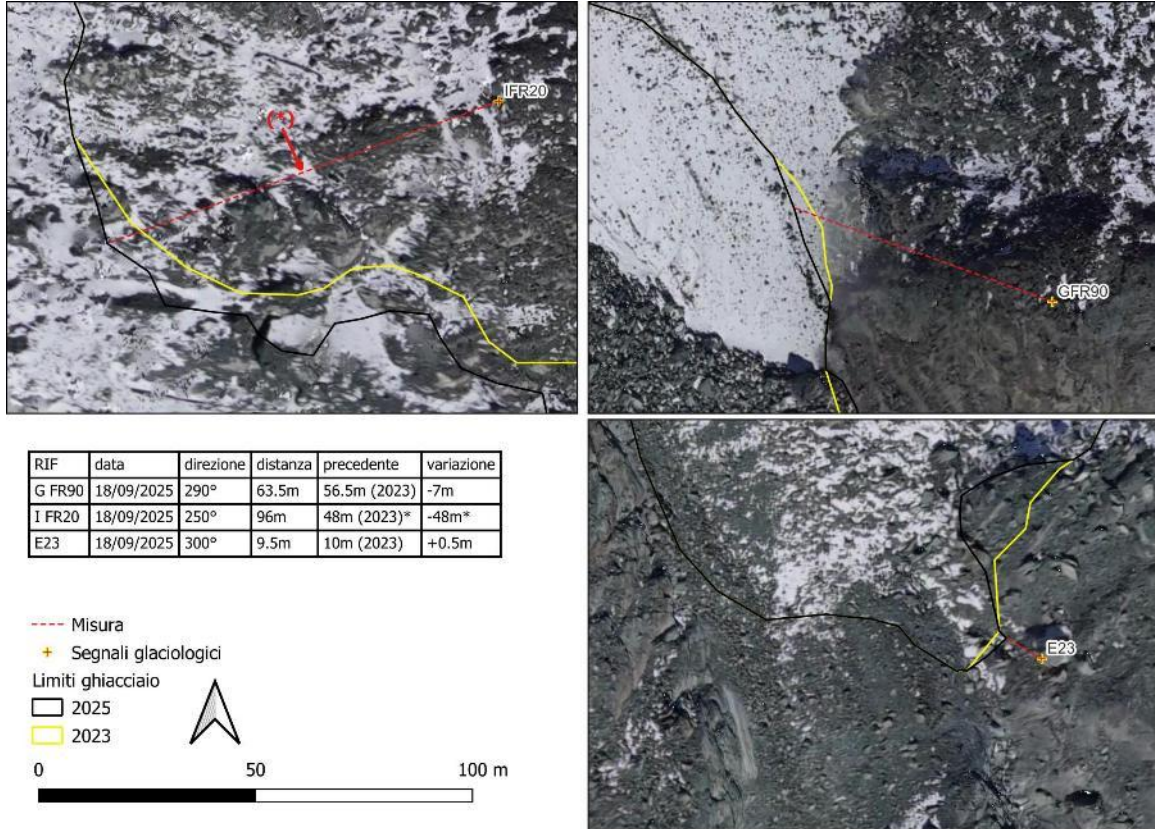 IFR20
(*)
GFR90
RIF data direzione distanza precedente variazione
G FR90 18/09/2025 290° 63.5m 56.5m (2023) -7m
I FR20 18/09/2025 250° 96m 48m (2023)* -48m*
E23 18/09/2025 300° 9.5m 10m (2023) +0.5m
E23
Misura
Segnali glaciologici
Limiti ghiacciaio
2025
2023
0 50 100 m